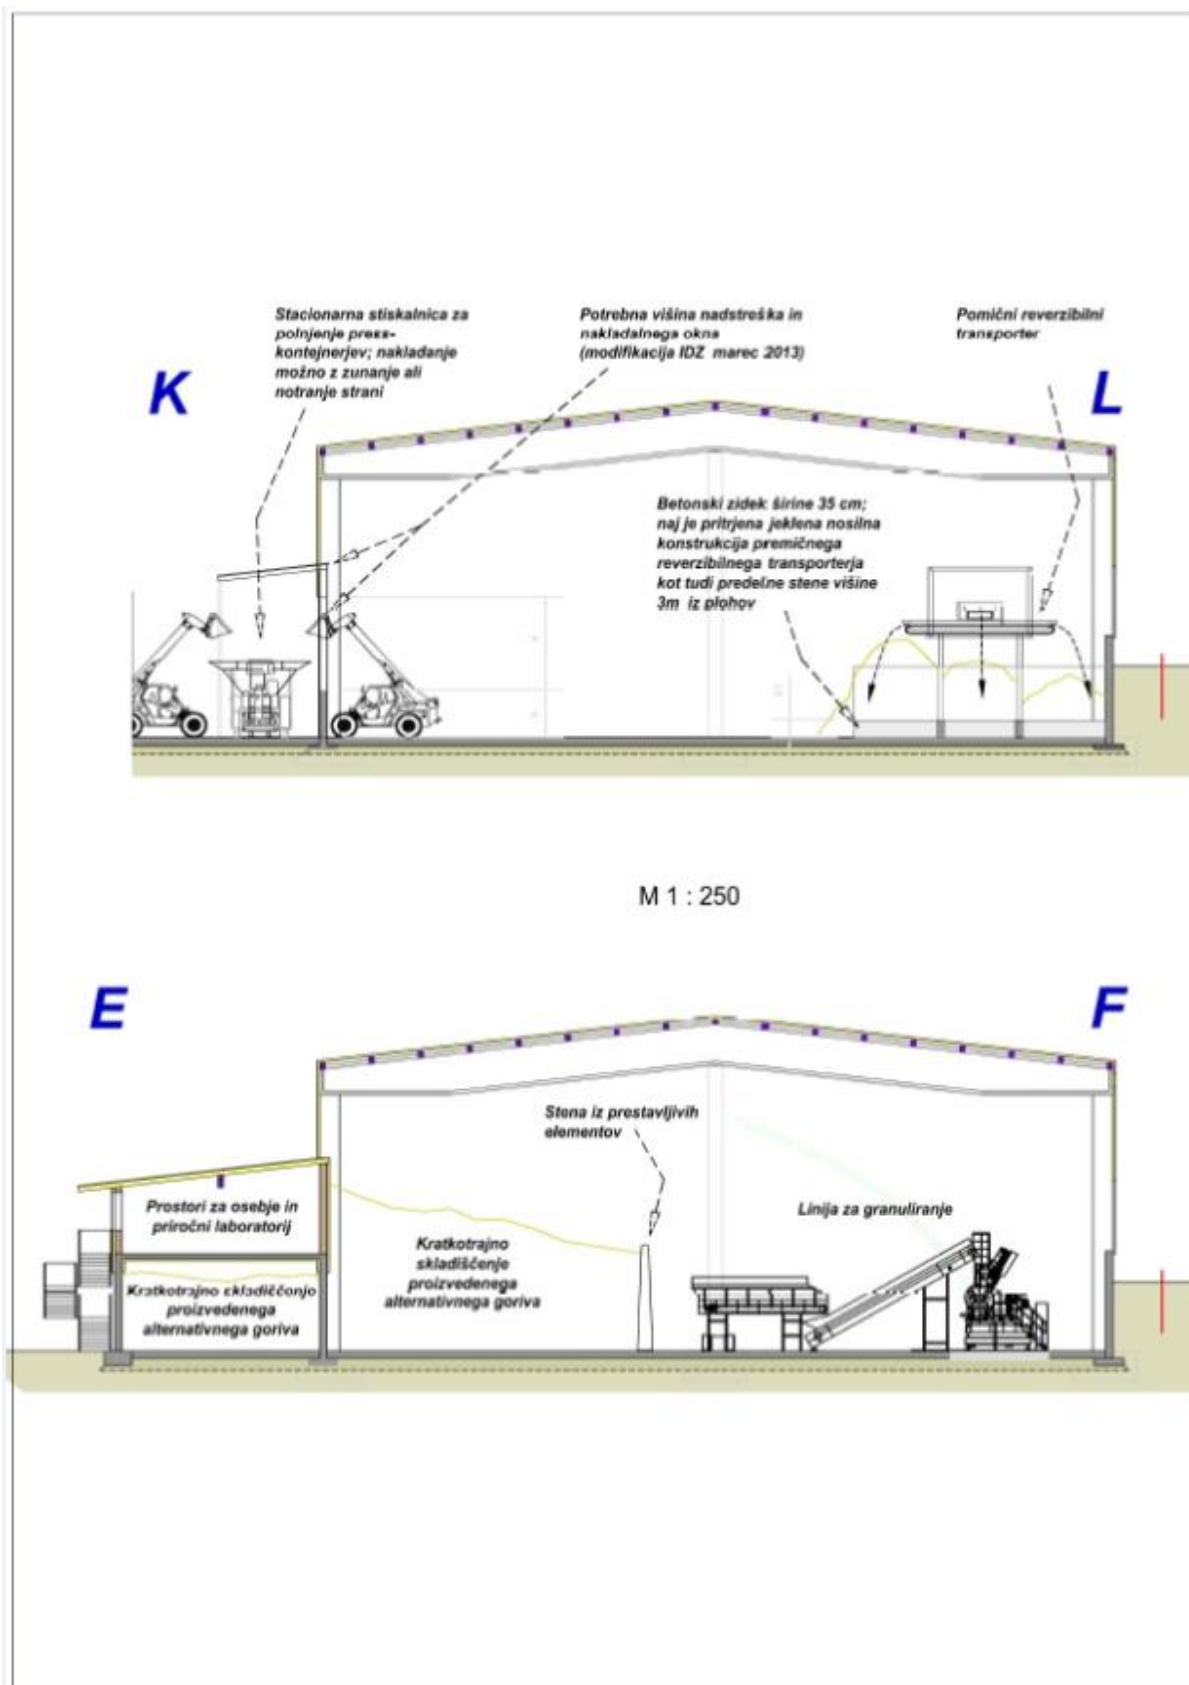 Stacionarna stiskalnica za
polnjenje press-
kontejnerjev; nakladanje
možno z zunanje ali
notranje strani
Potrebna višina nadstreška in
nakladalnega okna
(modifikacija IDZ marec 2013)
Pomični reverzibilni
transporter
K
L
Betonski zidek širine 35 cm;
naj je pritrjena jeklena nosilna
konstrukcija premičnega
reverzibilnega transporterja
kot tudi predelne stene višine
3m iz plohov
M 1 : 250
E
F
Stena iz prestavljivih
elementov
Prostori za osebje in
priročni laboratorij
Linija za granuliranje
Kratkotrajno
skladiščenje
proizvedenega
alternativnega goriva
Kratkotrajno skladiščenje
proizvedenega
alternativnega goriva